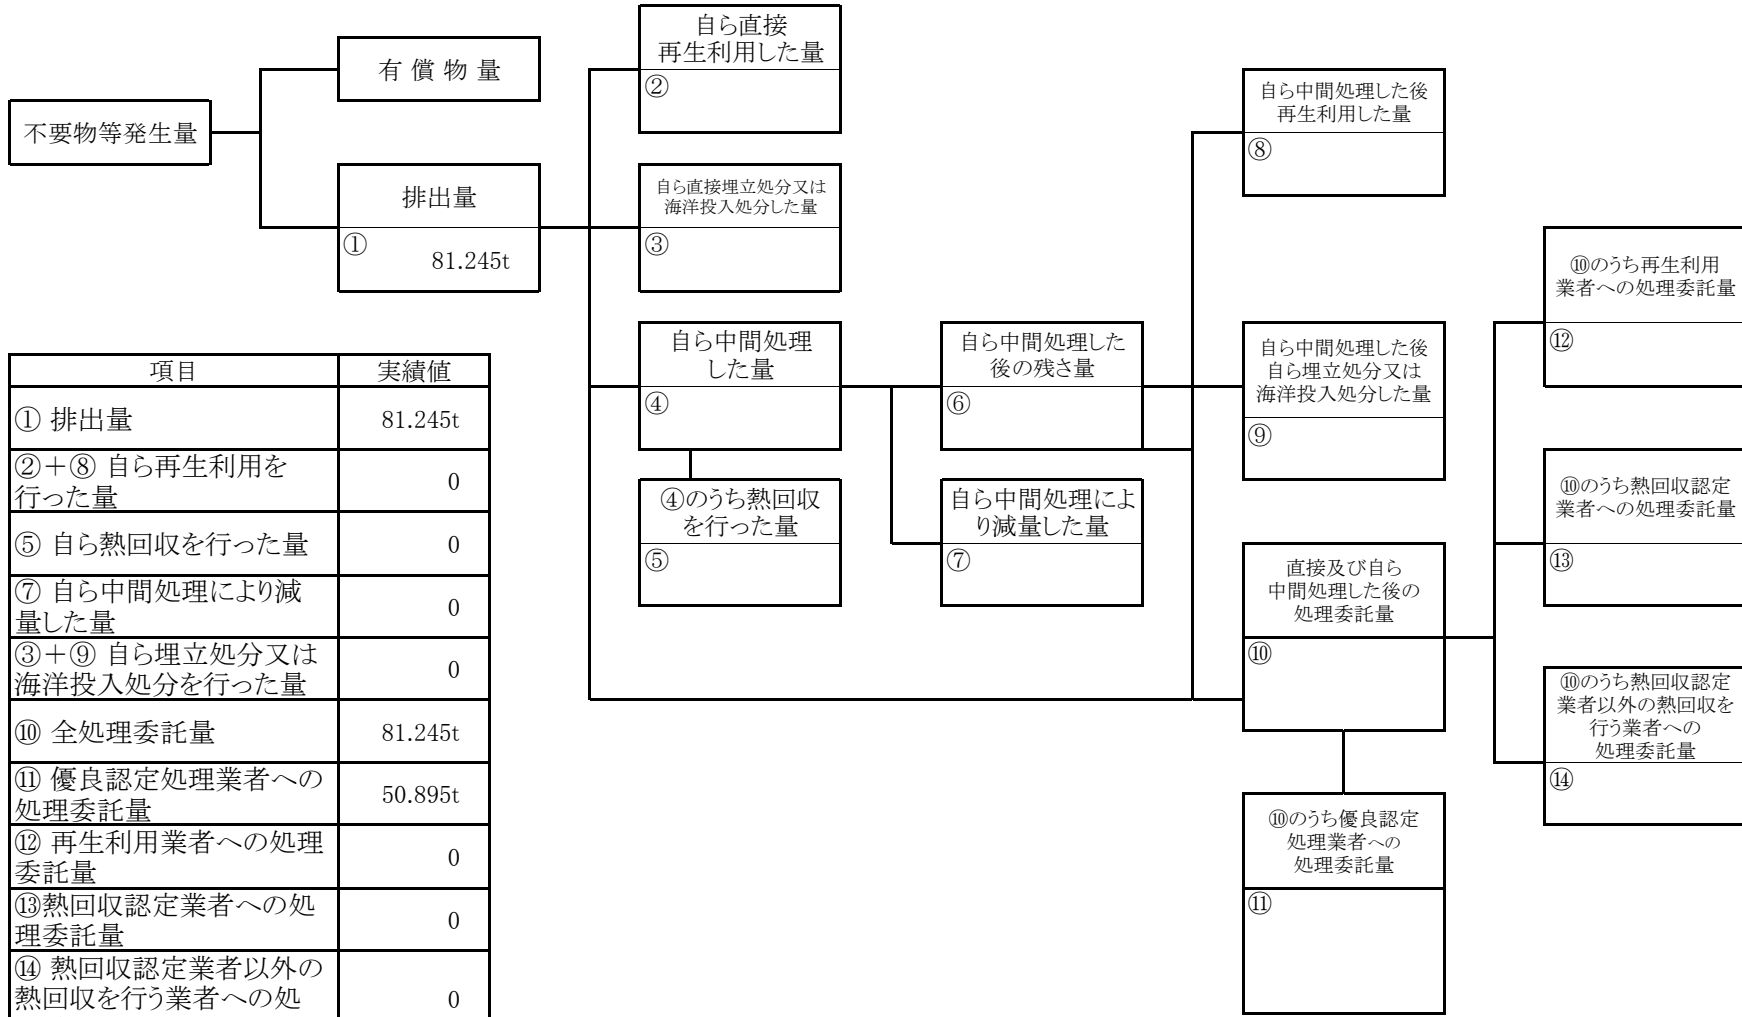 不要物等発生量
有 償 物 量
排出量
①
81.245t
自ら直接
再生利用した量
②
自ら直接埋立処分又は
海洋投入処分した量
③
自ら中間処理
した量
④
④のうち熱回収
を行った量
⑤
自ら中間処理した
後の残さ量
⑥
自ら中間処理によ
り減量した量
⑦
自ら中間処理した後
再生利用した量
⑧
自ら中間処理した後
自ら埋立処分又は
海洋投入処分した量
⑨
直接及び自ら
中間処理した後の
処理委託量
⑩
⑩のうち優良認定
処理業者への
処理委託量
⑪
⑩のうち再生利用
業者への処理委託量
⑫
⑩のうち熱回収認定
業者への処理委託量
⑬
⑩のうち熱回収認定
業者以外の熱回収を
行う業者への
処理委託量
⑭
項目 実績値
① 排出量 81.245t
②+⑧ 自ら再生利用を
行った量 0
⑤ 自ら熱回収を行った量 0
⑦ 自ら中間処理により減
量した量 0
③+⑨ 自ら埋立処分又は
海洋投入処分を行った量 0
⑩ 全処理委託量 81.245t
⑪ 優良認定処理業者への
処理委託量 50.895t
⑫ 再生利用業者への処理
委託量 0
⑬熱回収認定業者への処
理委託量 0
⑭ 熱回収認定業者以外の
熱回収を行う業者への処 0